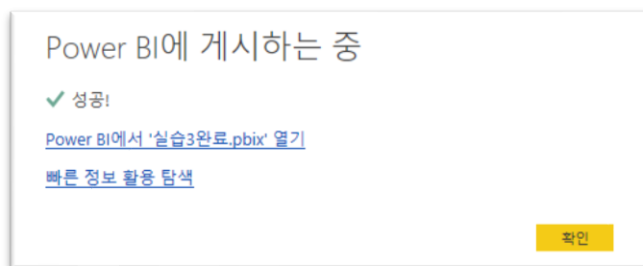 Power BI에 게시하는 중
성공!
Power BI에서 '실습3완료.pbix' 열기
빠른 정보 활용 탐색
확인